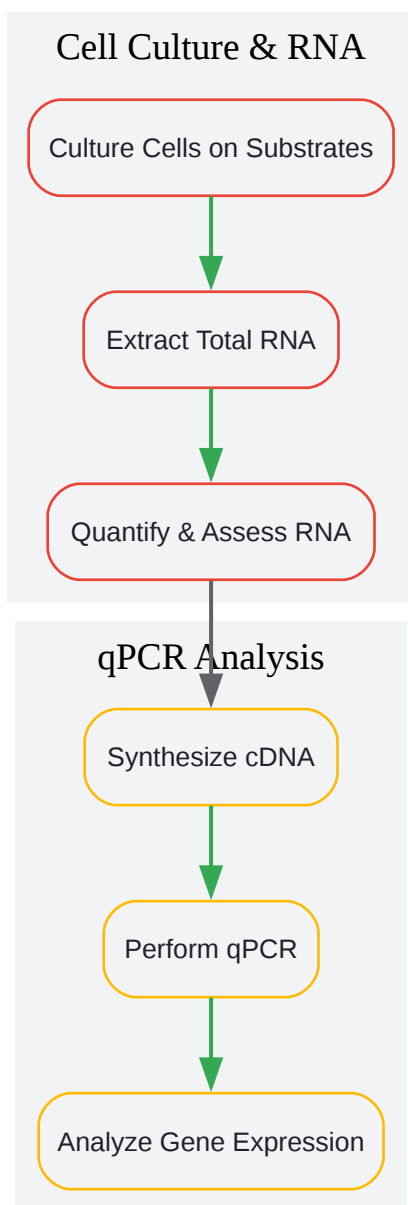 Cell Culture & RNA
Culture Cells on Substrates
Extract Total RNA
Quantify & Assess RNA
qPCR Analysis
Synthesize cDNA
Perform qPCR
Analyze Gene Expression